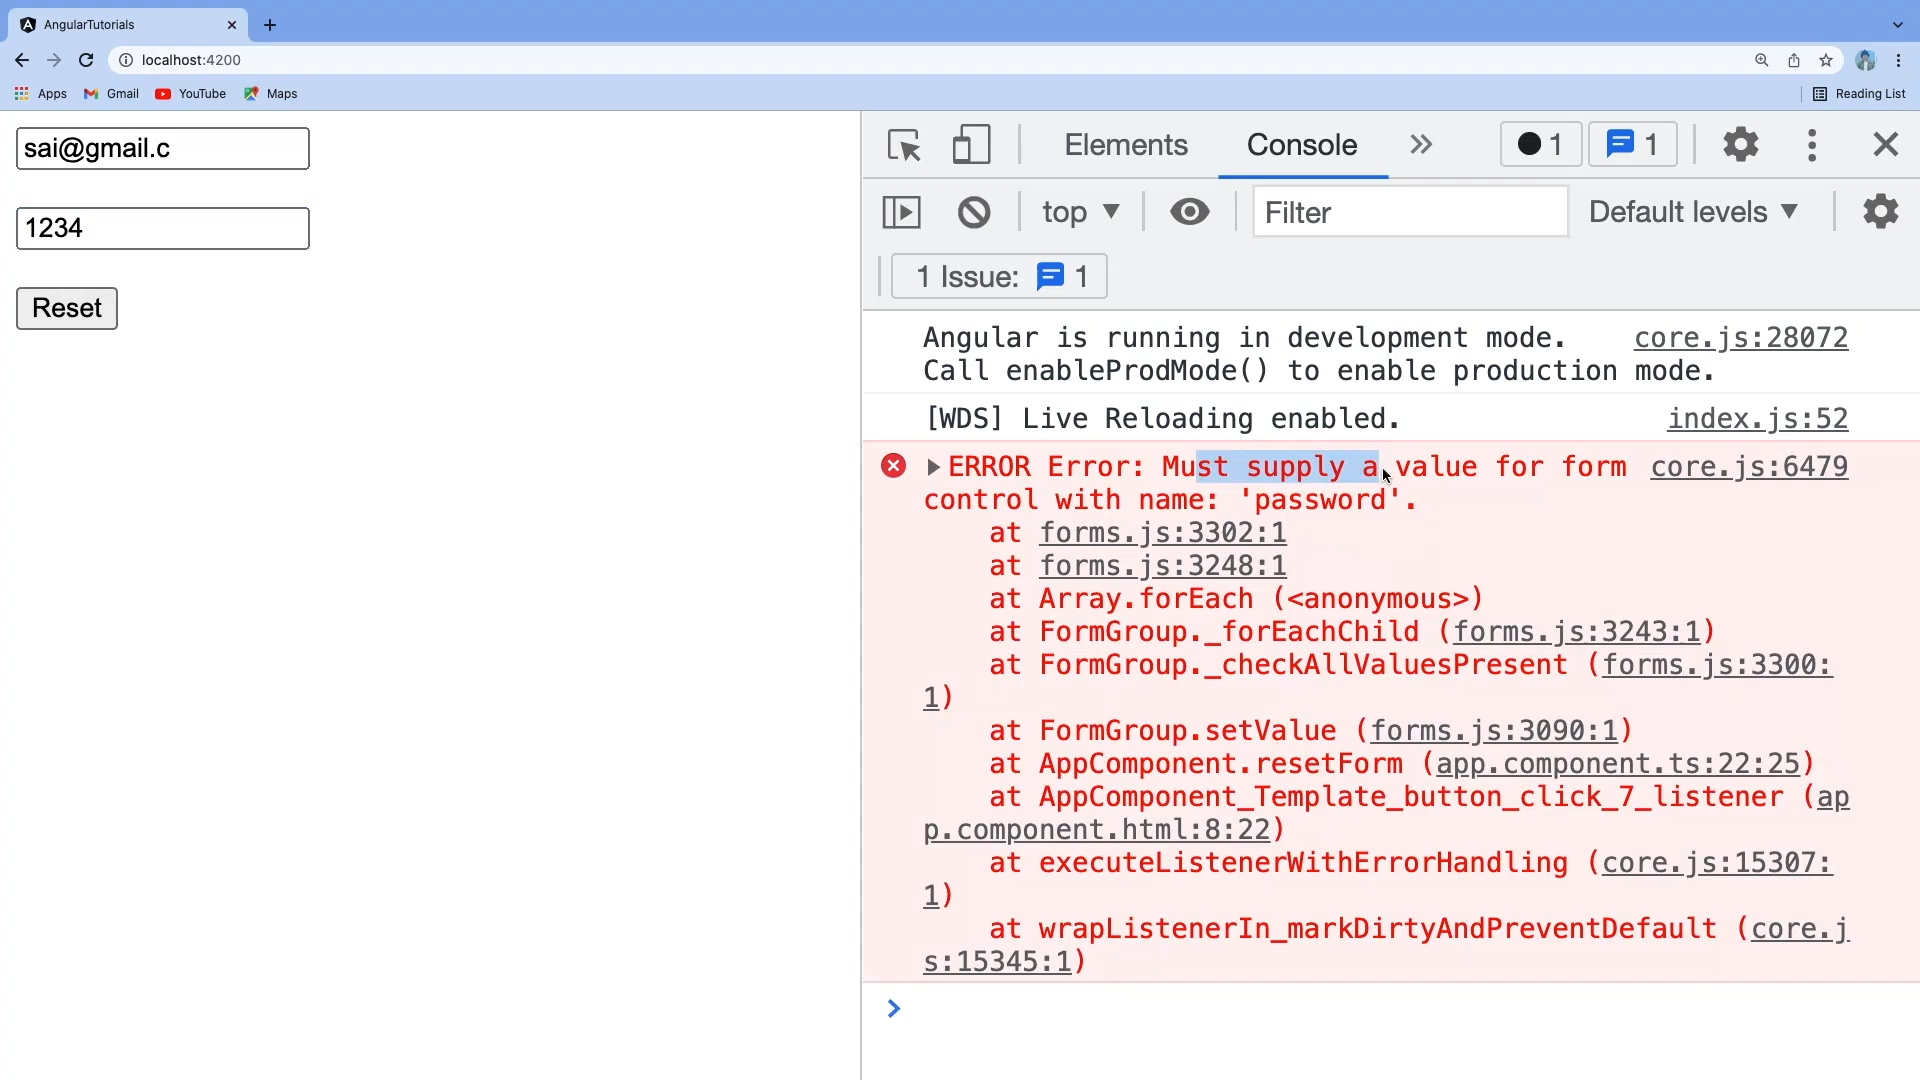 AngularTutorials
localhost:4200
Apps Gmail YouTube Maps Reading List
sai@gmail.c
1234
Reset
Elements Console 1 1
top Filter Default levels
1 Issue: 1
Angular is running in development mode. core.js:28072
Call enableProdMode() to enable production mode.
[WDS] Live Reloading enabled. index.js:52
ERROR Error: Must supply a value for form core.js:6479
control with name: 'password'.
at forms.js:3302:1
at forms.js:3248:1
at Array.forEach (<anonymous>)
at FormGroup._forEachChild (forms.js:3243:1)
at FormGroup._checkAllValuesPresent (forms.js:3300:
1)
at FormGroup.setValue (forms.js:3090:1)
at AppComponent.resetForm (app.component.ts:22:25)
at AppComponent_Template_button_click_7_listener (ap
p.component.html:8:22)
at executeListenerWithErrorHandling (core.js:15307:
1)
at wrapListenerIn_markDirtyAndPreventDefault (core.j
s:15345:1)